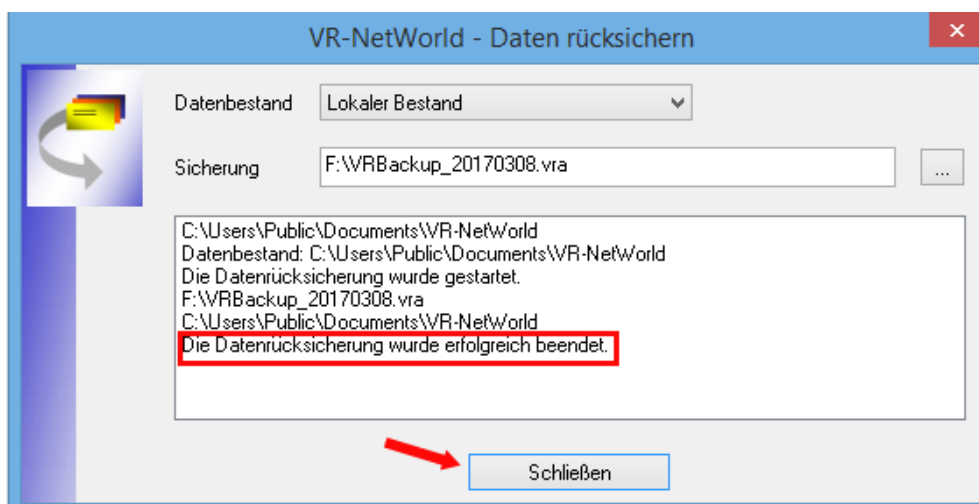 VR-NetWorld - Daten rücksichern
Datenbestand
Lokaler Bestand
Sicherung
F:\VRBackup_20170308.vra
...
C:\Users\Public\Documents\VR-NetWorld
Datenbestand: C:\Users\Public\Documents\VR-NetWorld
Die Datenrücksicherung wurde gestartet.
F:\VRBackup_20170308.vra
C:\Users\Public\Documents\VR-NetWorld
Die Datenrücksicherung wurde erfolgreich beendet.
Schließen